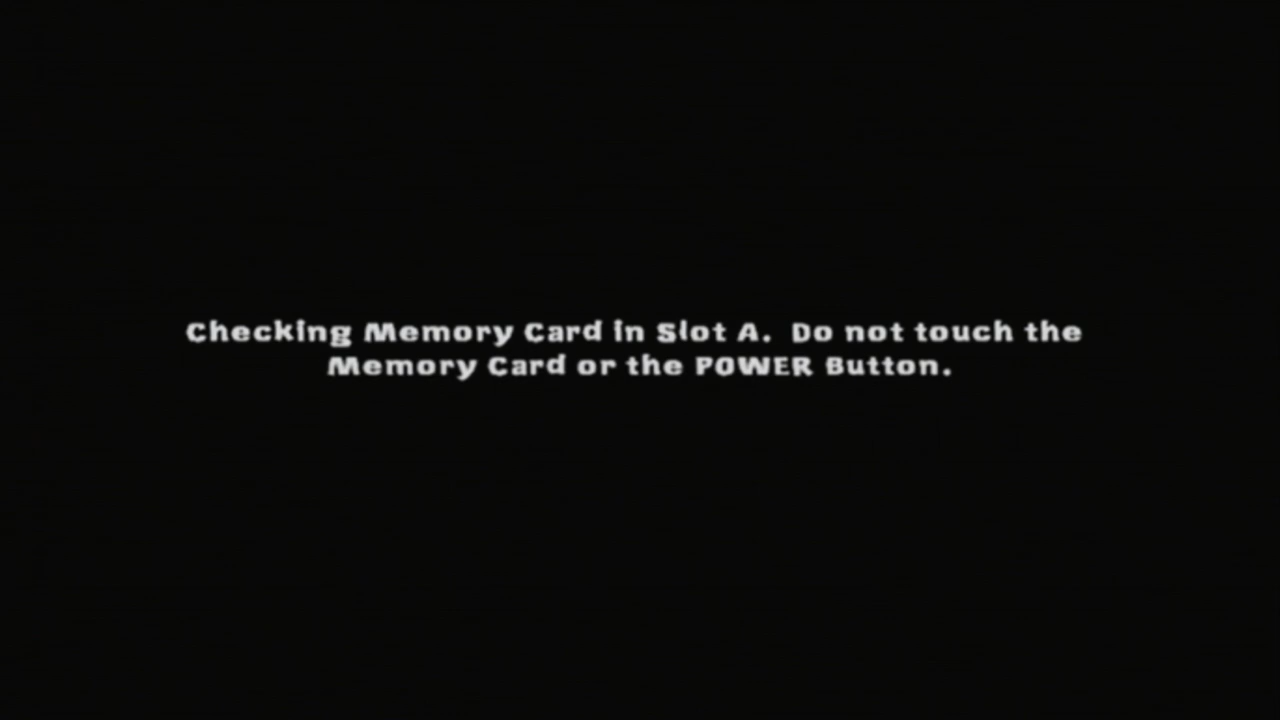 Checking Memory Card in Slot A.  Do not touch the
Memory Card or the POWER Button.